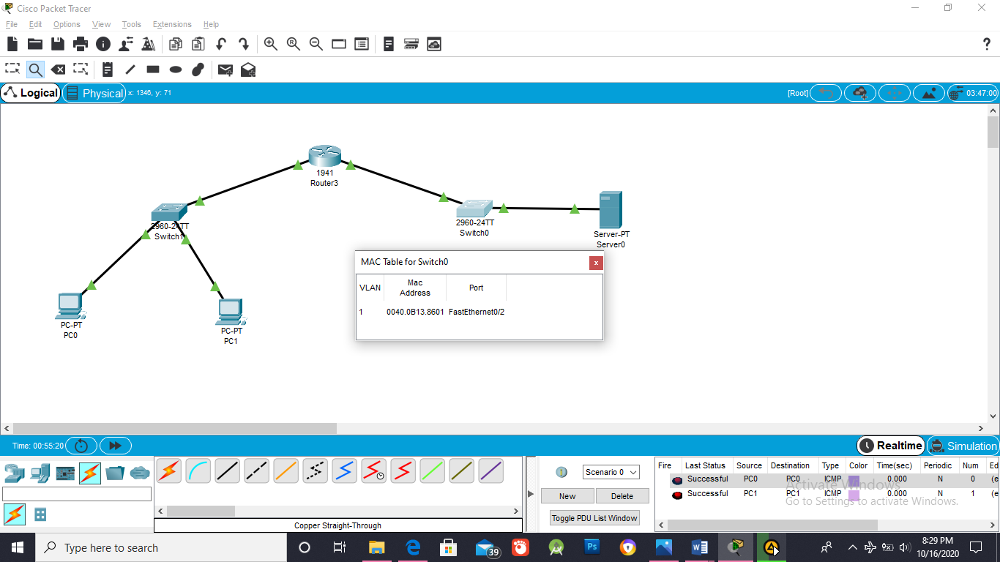 Cisco Packet Tracer
File Edit Options View Tools Extensions Help
Logical Physical x: 1346, y: 71 [Root] 03:47:00
1941
Router3
2960-24TT
Switch1
2960-24TT
Switch0
Server-PT
Server0
MAC Table for Switch0 x
VLAN Mac Address Port
1 0040.0B13.8601 FastEthernet0/2
PC-PT
PC0
PC-PT
PC1
Time: 00:55:20 Realtime Simulation
Scenario 0
New Delete
Toggle PDU List Window
Fire Last Status Source Destination Type Color Time(sec) Periodic Num Ed
Successful PC0 PC0 ICMP 0.000 N 0 (e
Successful PC1 PC1 ICMP 0.000 N 1 (e
Activate Windows
Go to Settings to activate Windows.
Copper Straight-Through
Type here to search 39 Ps 8:29 PM
10/16/2020